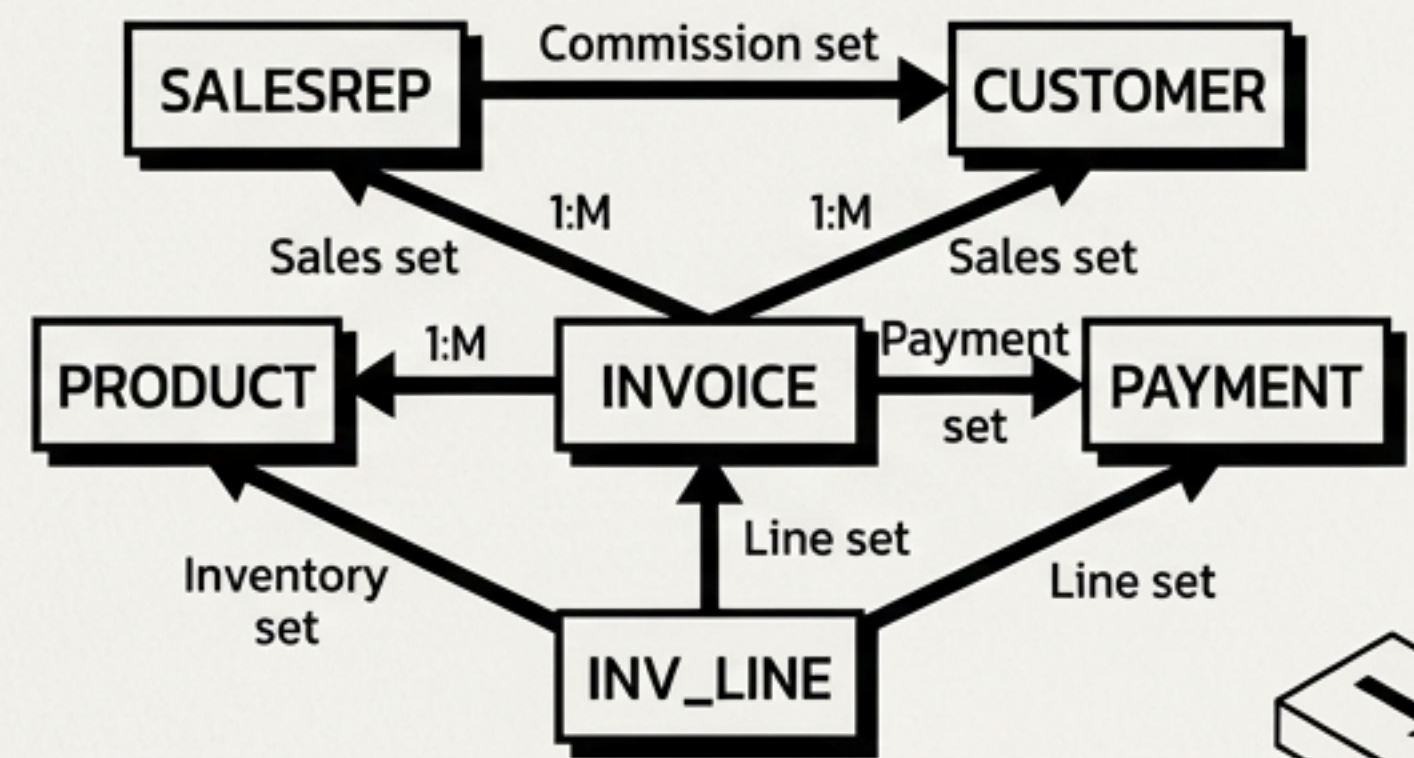 Commission set
SALESREP
CUSTOMER
1:M
1:M
Sales set
Sales set
PRODUCT
1:M
INVOICE
Payment
set
PAYMENT
Line set
Inventory
set
Line set
INV_LINE